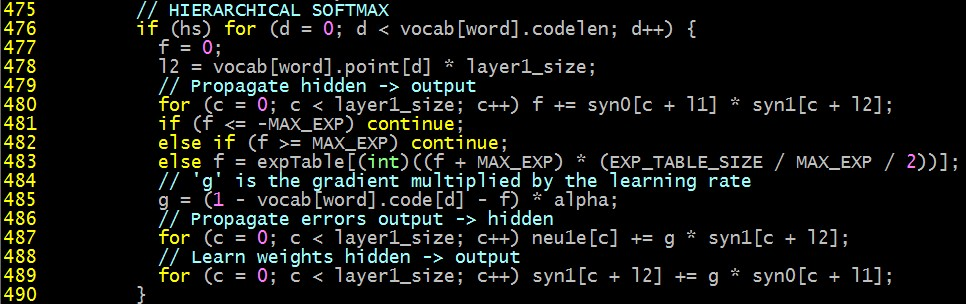 475 // HIERARCHICAL SOFTMAX
476 if (hs) for (d = 0; d < vocab[word].codelen; d++) {
477 f = 0;
478 l2 = vocab[word].point[d] * layer1_size;
479 // Propagate hidden -> output
480 for (c = 0; c < layer1_size; c++) f += syn0[c + l1] * syn1[c + l2];
481 if (f <= -MAX_EXP) continue;
482 else if (f >= MAX_EXP) continue;
483 else f = expTable[(int)((f + MAX_EXP) * (EXP_TABLE_SIZE / MAX_EXP / 2))];
484 // 'g' is the gradient multiplied by the learning rate
485 g = (1 - vocab[word].code[d] - f) * alpha;
486 // Propagate errors output -> hidden
487 for (c = 0; c < layer1_size; c++) neu1e[c] += g * syn1[c + l2];
488 // Learn weights hidden -> output
489 for (c = 0; c < layer1_size; c++) syn1[c + l2] += g * syn0[c + l1];
490 }